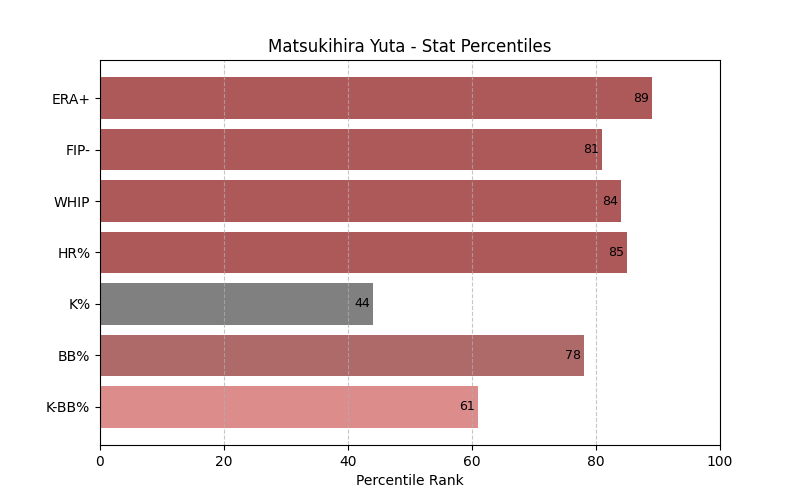 Matsukihira Yuta - Stat Percentiles
ERA+ 89
FIP- 81
WHIP 84
HR% 85
K% 44
BB% 78
K-BB% 61
0 20 40 60 80 100
Percentile Rank